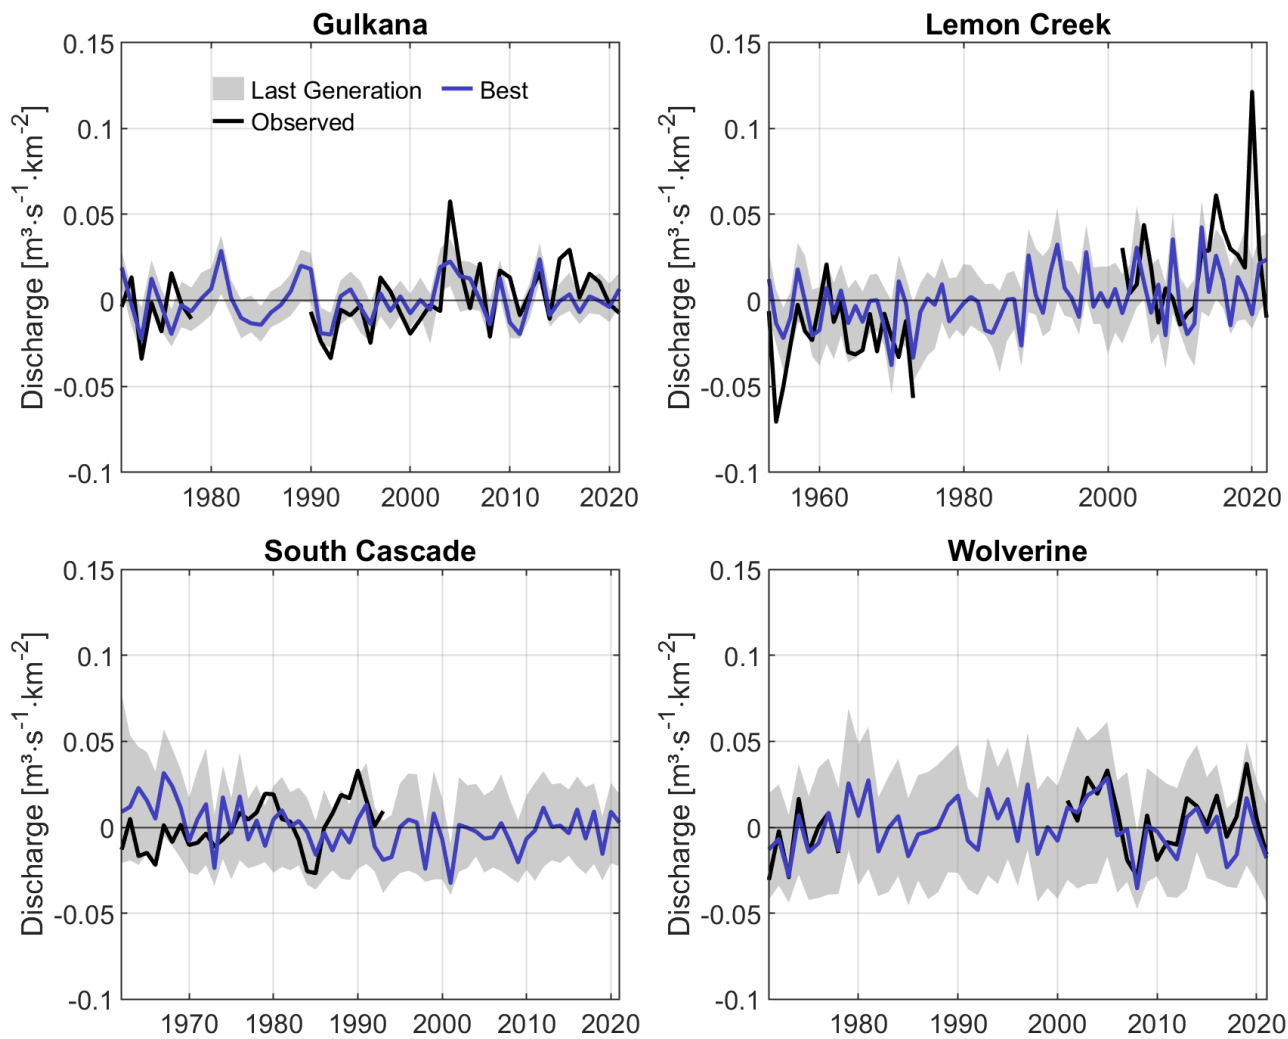 Gulkana
0.15
0.1
0.05
0
-0.05
-0.1
Discharge [m³·s⁻¹·km⁻²]
Last Generation
Best
Observed
1980 1990 2000 2010 2020
Lemon Creek
0.15
0.1
0.05
0
-0.05
-0.1
Discharge [m³·s⁻¹·km⁻²]
1960 1980 2000 2020
South Cascade
0.15
0.1
0.05
0
-0.05
-0.1
Discharge [m³·s⁻¹·km⁻²]
1970 1980 1990 2000 2010 2020
Wolverine
0.15
0.1
0.05
0
-0.05
-0.1
Discharge [m³·s⁻¹·km⁻²]
1980 1990 2000 2010 2020